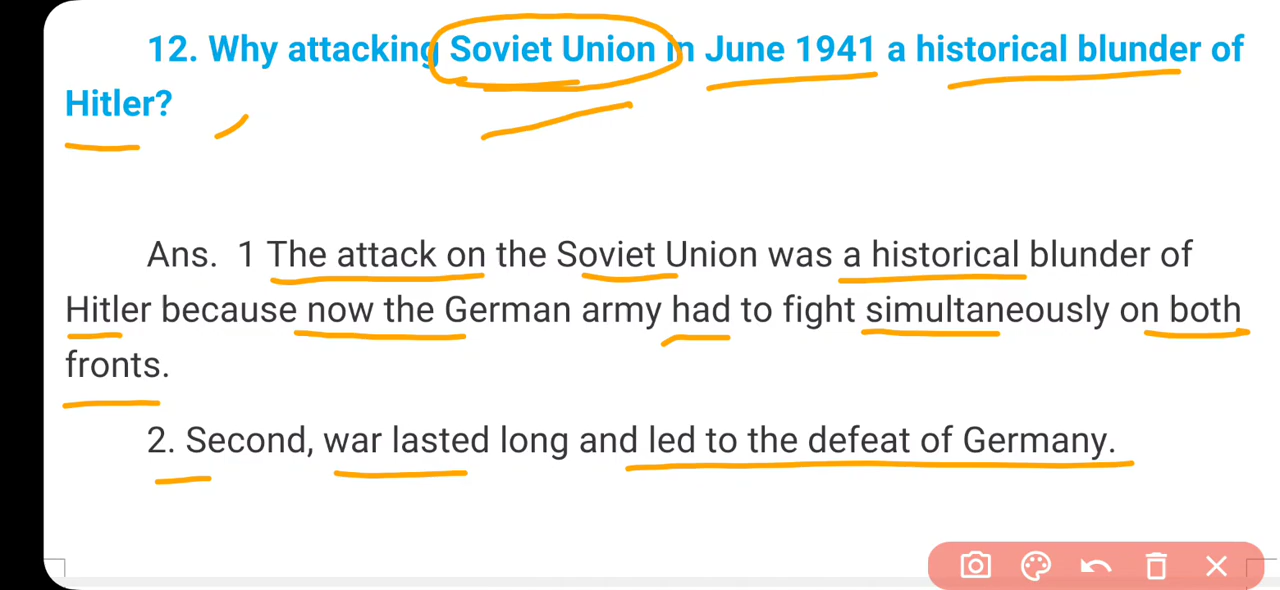 12. Why attacking Soviet Union in June 1941 a historical blunder of
Hitler?
Ans. 1 The attack on the Soviet Union was a historical blunder of
Hitler because now the German army had to fight simultaneously on both
fronts.
2. Second, war lasted long and led to the defeat of Germany.